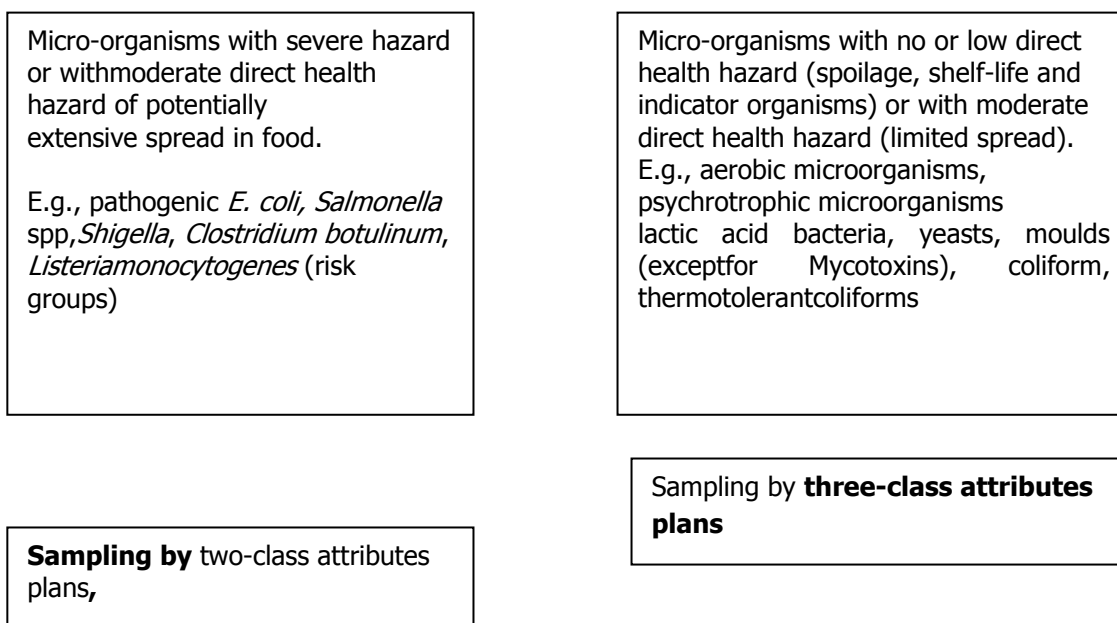 Micro-organisms with severe hazard
or withmoderate direct health
hazard of potentially
extensive spread in food.
E.g., pathogenic E. coli, Salmonella
spp,Shigella, Clostridium botulinum,
Listeriamonocytogenes (risk
groups)
Micro-organisms with no or low direct
health hazard (spoilage, shelf-life and
indicator organisms) or with moderate
direct health hazard (limited spread).
E.g., aerobic microorganisms,
psychrotrophic microorganisms
lactic acid bacteria, yeasts, moulds
(exceptfor Mycotoxins), coliform,
thermotolerantcoliforms
Sampling by three-class attributes
plans
Sampling by two-class attributes
plans,